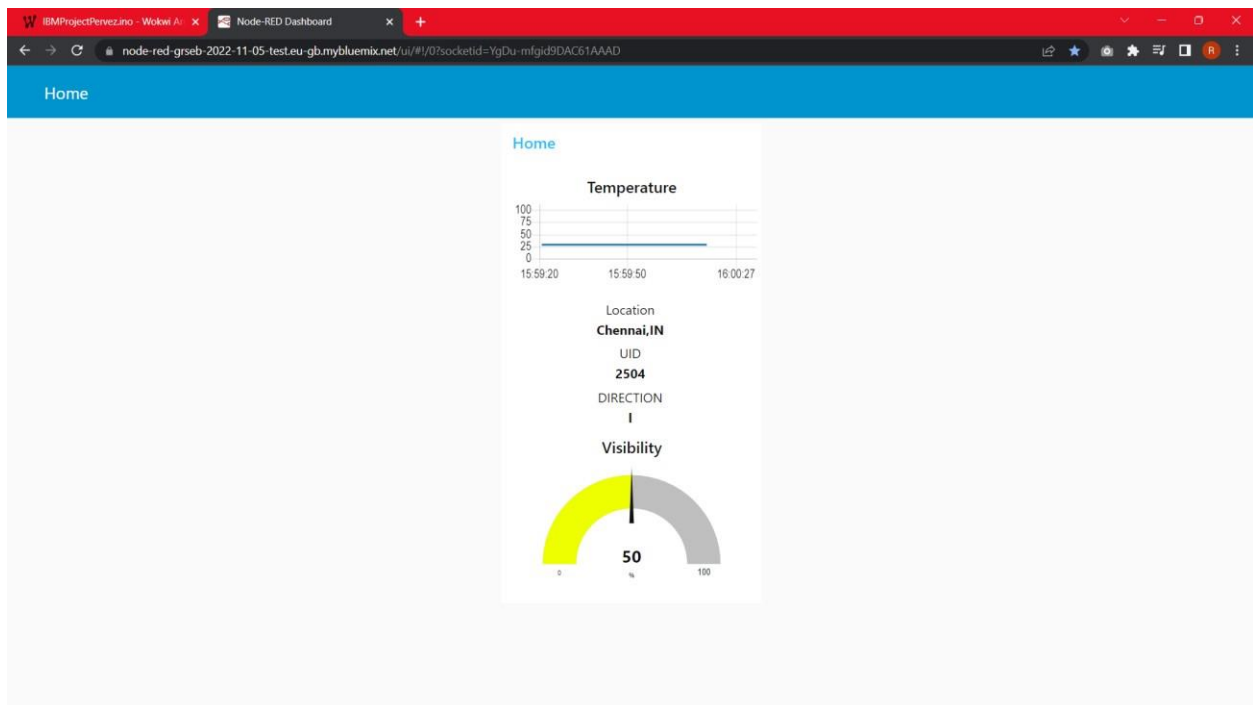 IBMProjectPervez.ino - Wokwi Ar
Node-RED Dashboard
node-red-grseb-2022-11-05-test.eu-gb.mybluemix.net/ui/#!/0?socketid=YgDu-mfgid9DAC61AAAD
R
Home
Home
Temperature
100
75
50
25
0
15:59:20 15:59:50 16:00:27
Location
Chennai,IN
UID
2504
DIRECTION
I
Visibility
50
0 % 100